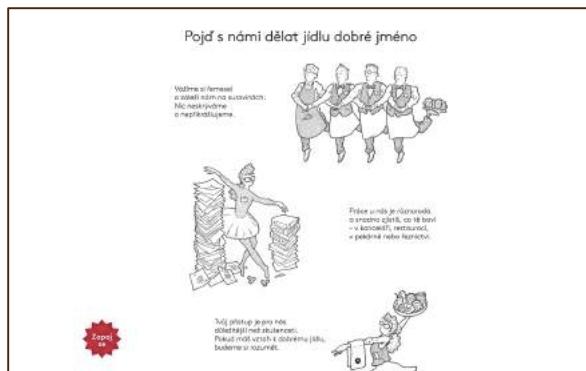 Pojď s námi dělat jídlu dobré jméno
Vážíme si řemesel
a záleží nám na surovinách.
Nic neskrýváme
a nepřikrášlujeme.
Práce u nás je různorodá
a snadno zjistíš, co tě baví
– v kanceláři, restauraci,
v pekárně nebo řeznictví.
Tvůj přístup je pro nás
důležitější než zkušenosti.
Pokud máš vztah k dobrému jídlu,
budeme si rozumět.
Zapoj
se